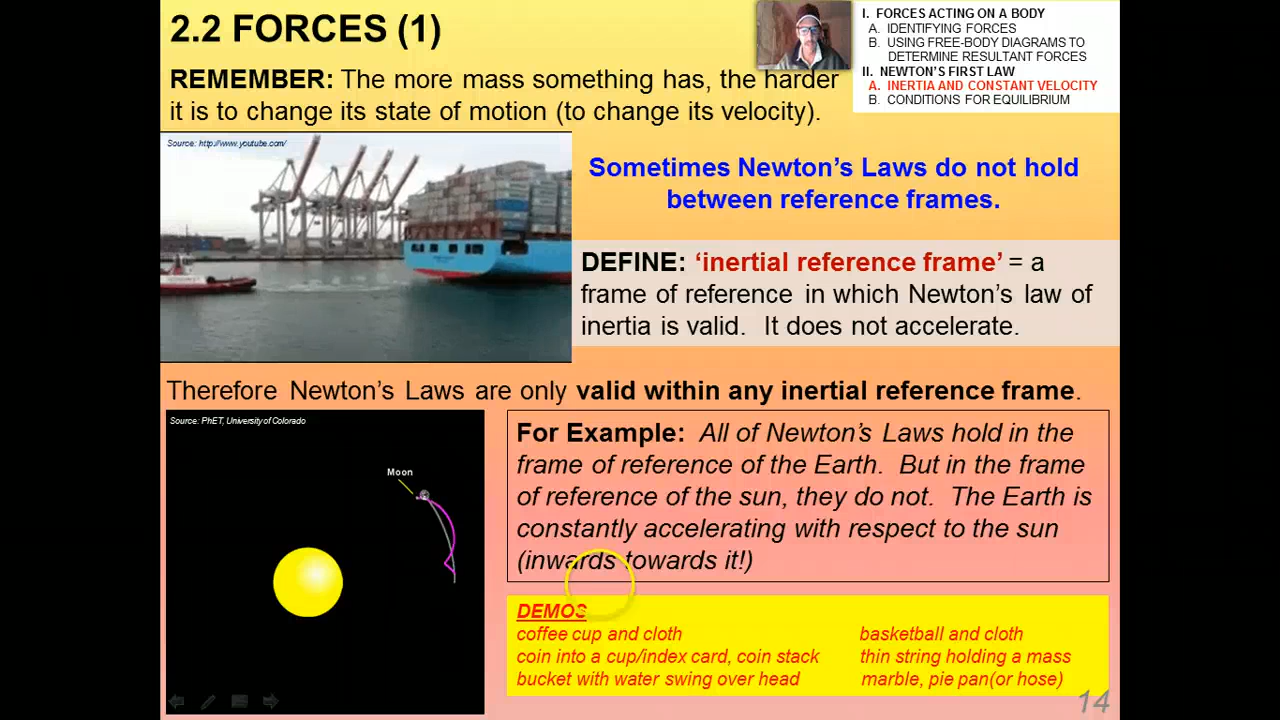 2.2 FORCES (1)
I. FORCES ACTING ON A BODY
A. IDENTIFYING FORCES
B. USING FREE-BODY DIAGRAMS TO
DETERMINE RESULTANT FORCES
II. NEWTON'S FIRST LAW
A. INERTIA AND CONSTANT VELOCITY
B. CONDITIONS FOR EQUILIBRIUM
REMEMBER: The more mass something has, the harder
it is to change its state of motion (to change its velocity).
Source: http://www.youtube.com/
Sometimes Newton's Laws do not hold
between reference frames.
DEFINE: 'inertial reference frame' = a
frame of reference in which Newton's law of
inertia is valid. It does not accelerate.
Therefore Newton's Laws are only valid within any inertial reference frame.
Source: PhET, University of Colorado
Moon
For Example: All of Newton's Laws hold in the
frame of reference of the Earth. But in the frame
of reference of the sun, they do not. The Earth is
constantly accelerating with respect to the sun
(inwards towards it!)
DEMOS
coffee cup and cloth
coin into a cup/index card, coin stack
bucket with water swing over head
basketball and cloth
thin string holding a mass
marble, pie pan(or hose)
14